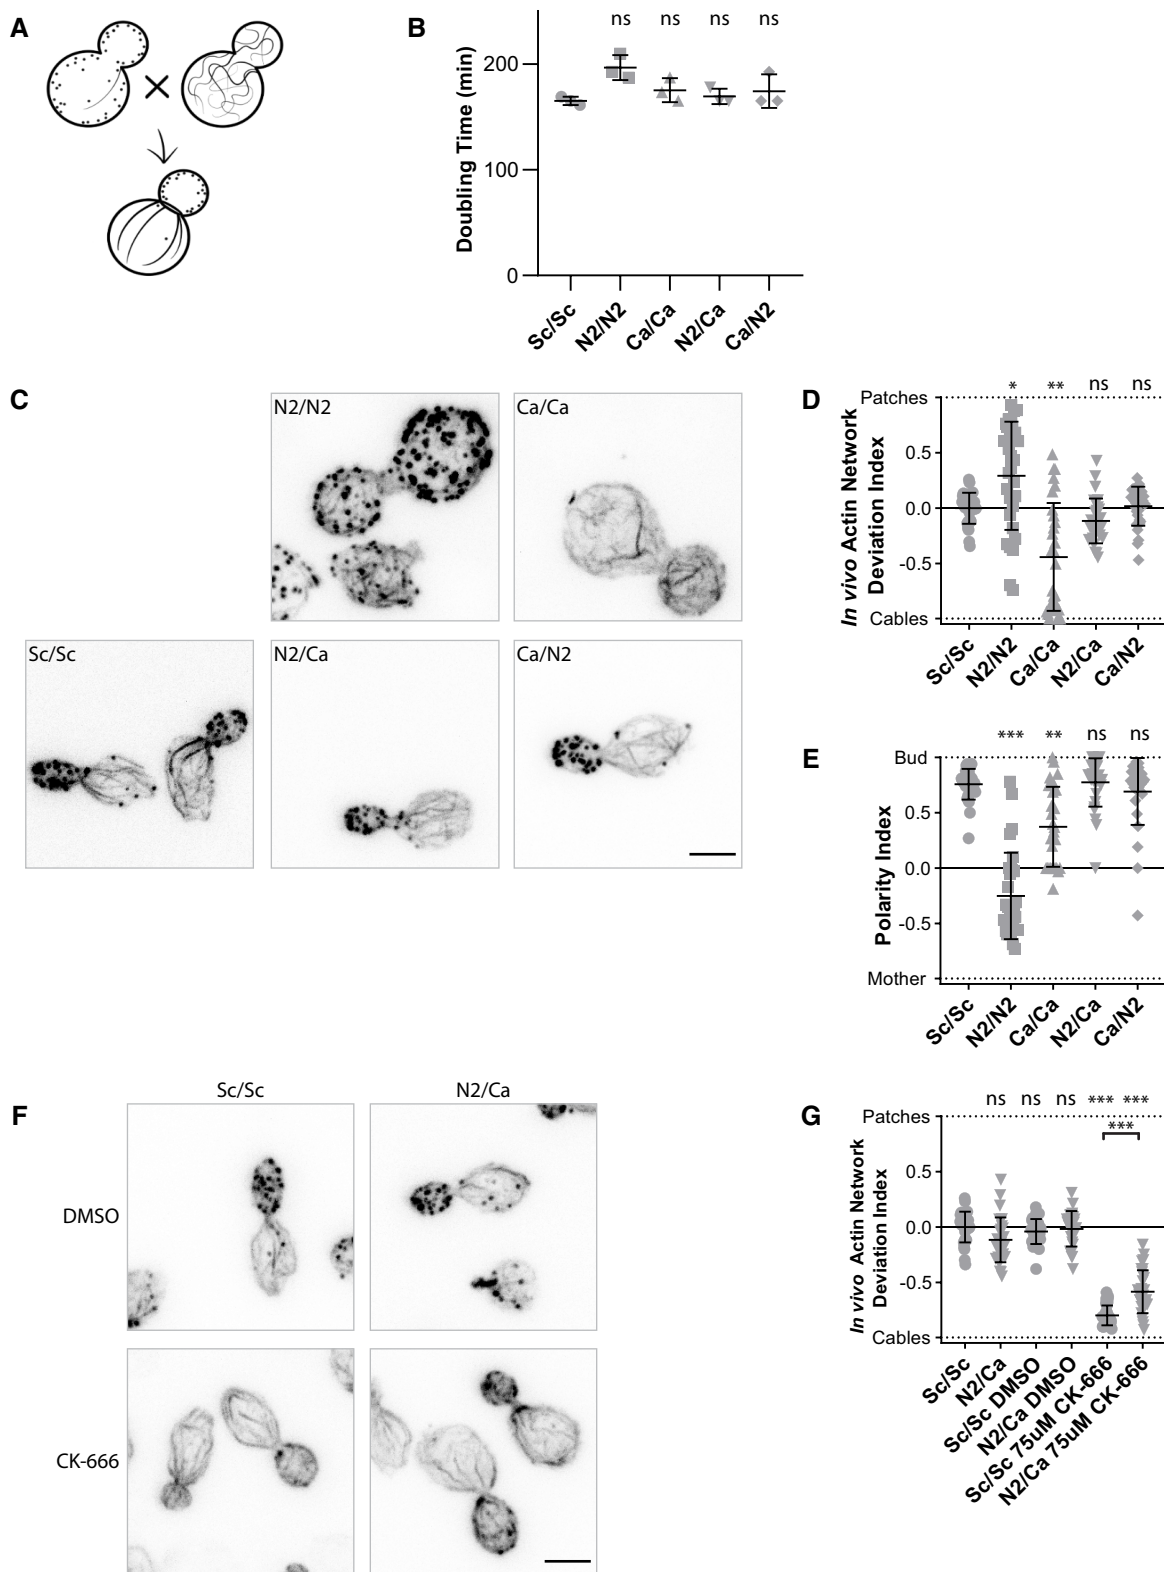 A
B
ns ns ns ns
Doubling Time (min)
200
100
0
Sc/Sc
N2/N2
Ca/Ca
N2/Ca
Ca/N2
C
N2/N2
Ca/Ca
Sc/Sc
N2/Ca
Ca/N2
D
* ** ns ns
In vivo Actin Network
Deviation Index
Patches
0.5
0.0
-0.5
Cables
Sc/Sc
N2/N2
Ca/Ca
N2/Ca
Ca/N2
E
*** ** ns ns
Polarity Index
Bud
0.5
0.0
-0.5
Mother
Sc/Sc
N2/N2
Ca/Ca
N2/Ca
Ca/N2
F
Sc/Sc
N2/Ca
DMSO
CK-666
G
ns ns ns *** ***
***
In vivo Actin Network
Deviation Index
Patches
0.5
0.0
-0.5
Cables
Sc/Sc
N2/Ca
Sc/Sc DMSO
N2/Ca DMSO
Sc/Sc 75uM CK-666
N2/Ca 75uM CK-666